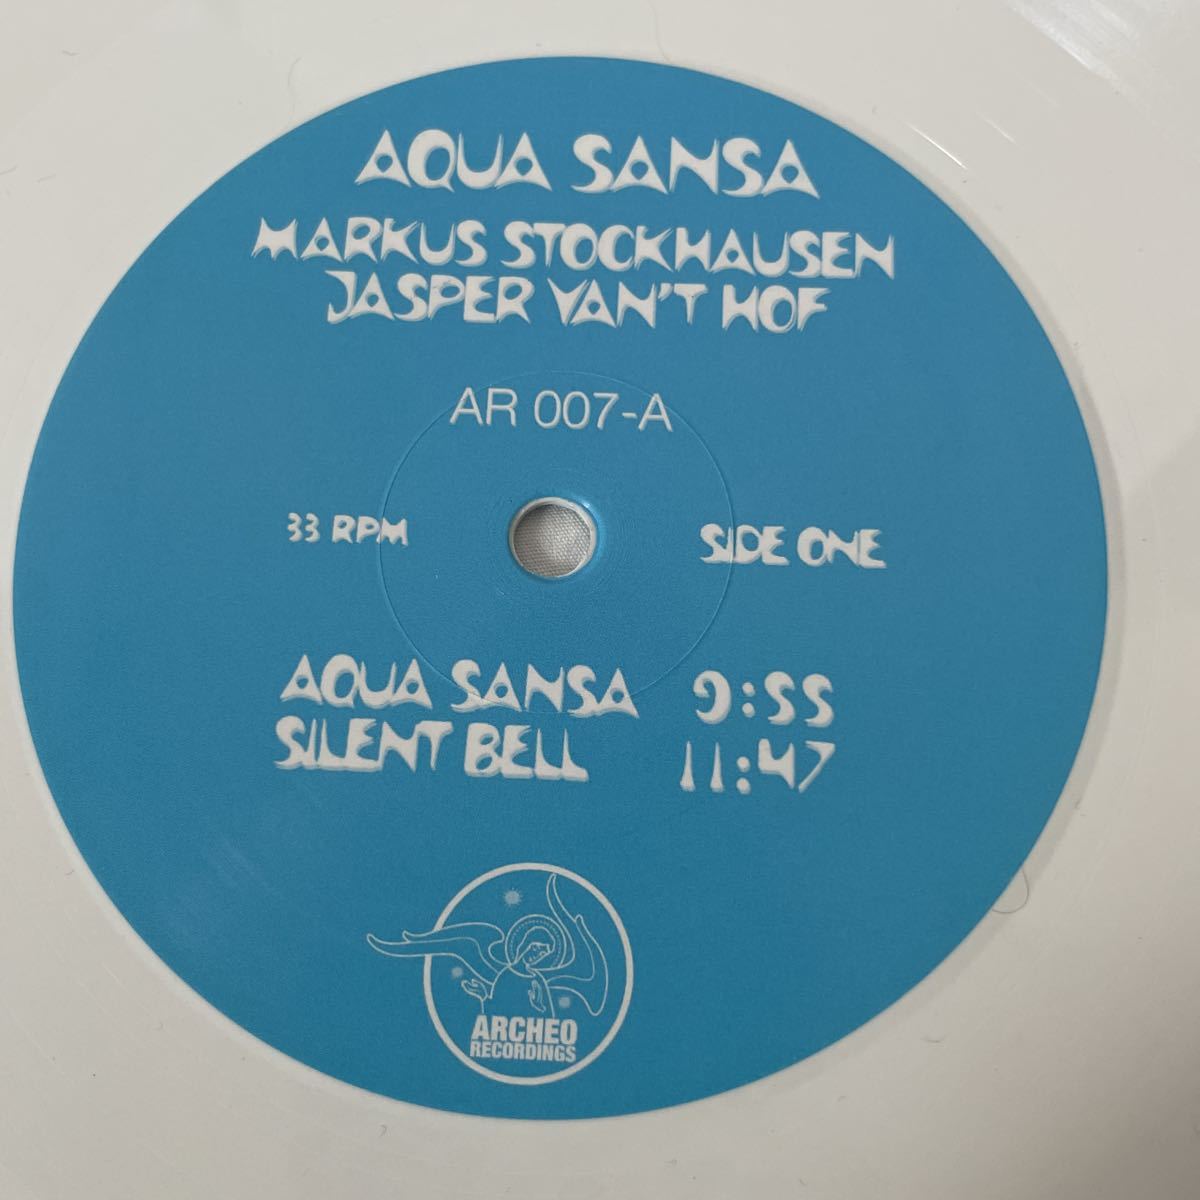 AQUA SANSA
MARKUS STOCKHAUSEN
JASPER VAN'T HOF
AR 007-A
33 RPM
SIDE ONE
AQUA SANSA 9:55
SILENT BELL 11:47
ARCHEO
RECORDINGS